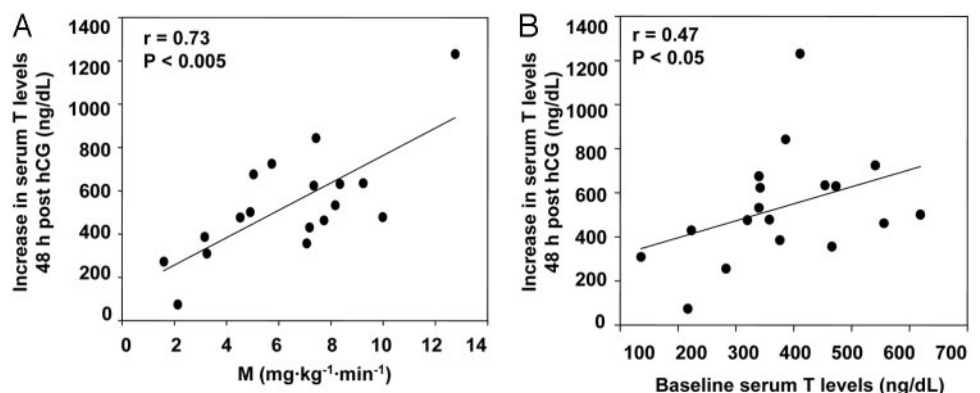 A
r = 0.73
P < 0.005
Increase in serum T levels
48 h post hCG (ng/dL)
1400
1200
1000
800
600
400
200
0
0 2 4 6 8 10 12 14
M (mg·kg⁻¹·min⁻¹)
B
r = 0.47
P < 0.05
Increase in serum T levels
48 h post hCG (ng/dL)
1400
1200
1000
800
600
400
200
0
100 200 300 400 500 600 700
Baseline serum T levels (ng/dL)